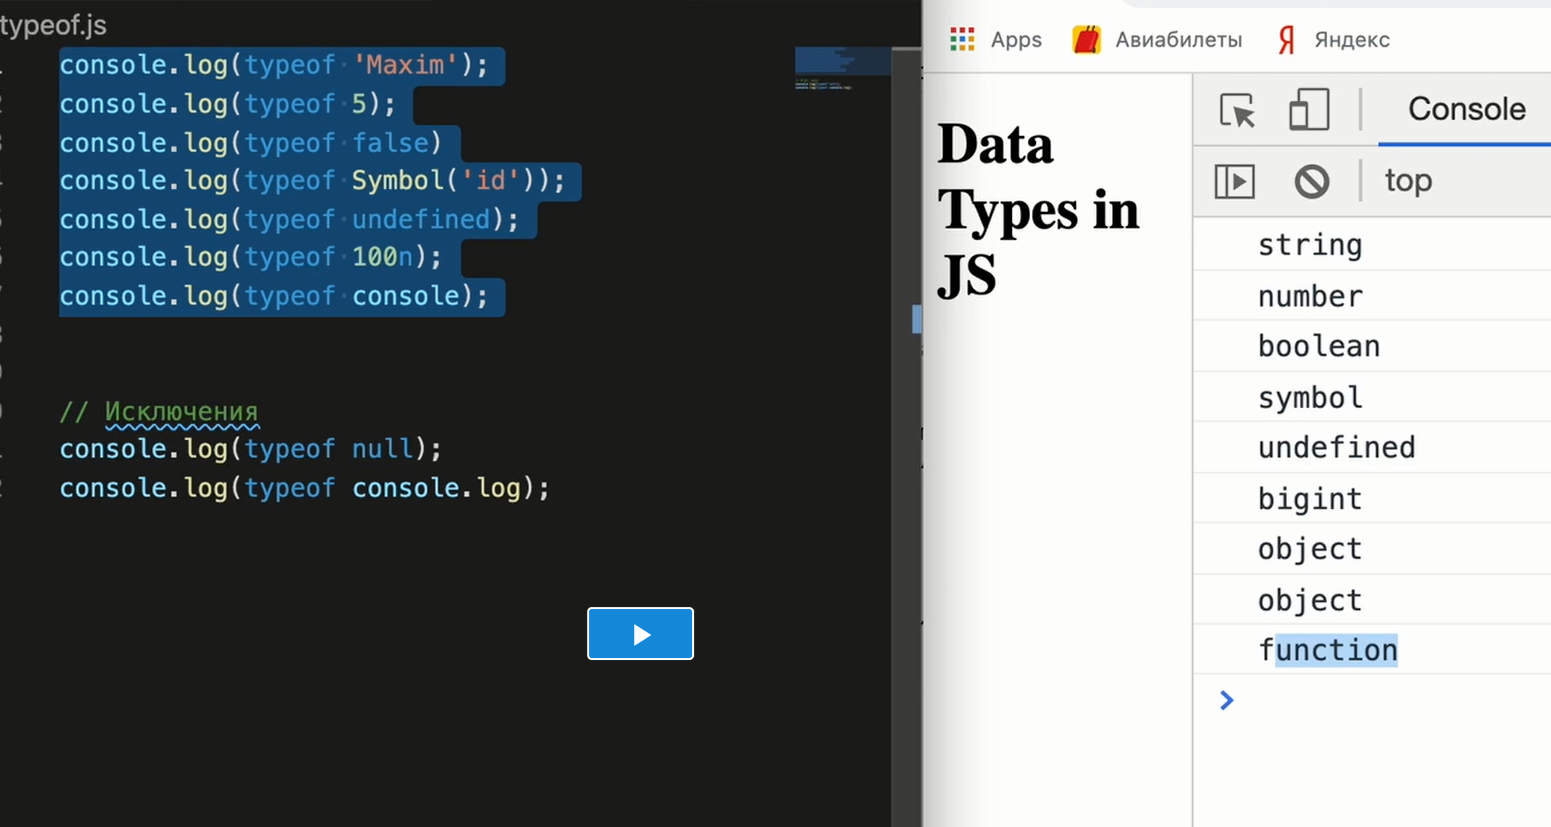 typeof.js
console.log(typeof 'Maxim');
console.log(typeof 5);
console.log(typeof false)
console.log(typeof Symbol('id'));
console.log(typeof undefined);
console.log(typeof 100n);
console.log(typeof console);
// Исключения
console.log(typeof null);
console.log(typeof console.log);
Apps Авиабилеты Яндекс
Data
Types in
JS
Console
top
string
number
boolean
symbol
undefined
bigint
object
object
function